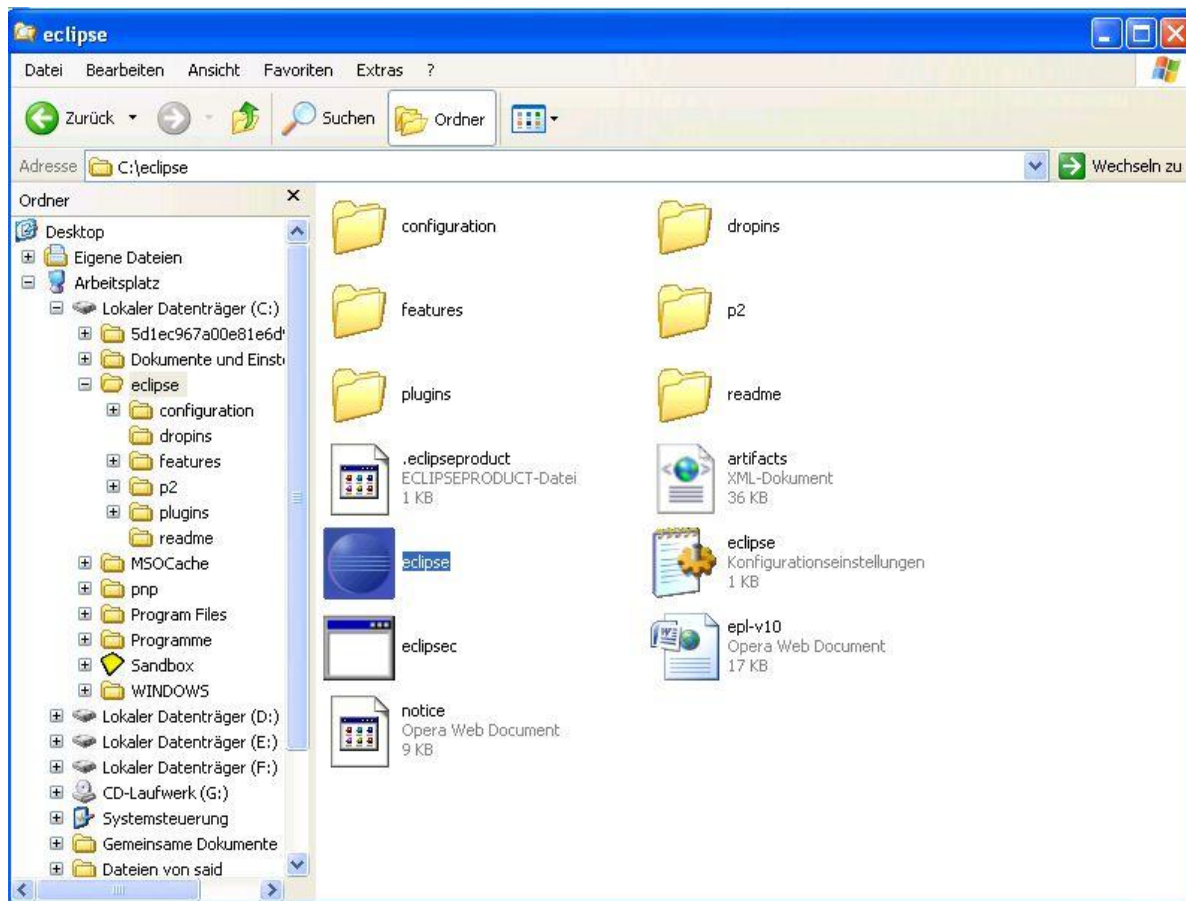 eclipse
Datei Bearbeiten Ansicht Favoriten Extras ?
Zurück Suchen Ordner
Adresse C:\eclipse Wechseln zu
Ordner
Desktop
Eigene Dateien
Arbeitsplatz
Lokaler Datenträger (C:)
5d1ec967a00e81e6d
Dokumente und Einst
eclipse
configuration
dropins
features
p2
plugins
readme
MSOCache
pnp
Program Files
Programme
Sandbox
WINDOWS
Lokaler Datenträger (D:)
Lokaler Datenträger (E:)
Lokaler Datenträger (F:)
CD-Laufwerk (G:)
Systemsteuerung
Gemeinsame Dokumente
Dateien von said
configuration
dropins
features
p2
plugins
readme
.eclipseproduct
ECLIPSEPRODUCT-Datei
1 KB
artifacts
XML-Dokument
36 KB
eclipse
eclipse
Konfigurationseinstellungen
1 KB
eclipsec
epl-v10
Opera Web Document
17 KB
notice
Opera Web Document
9 KB